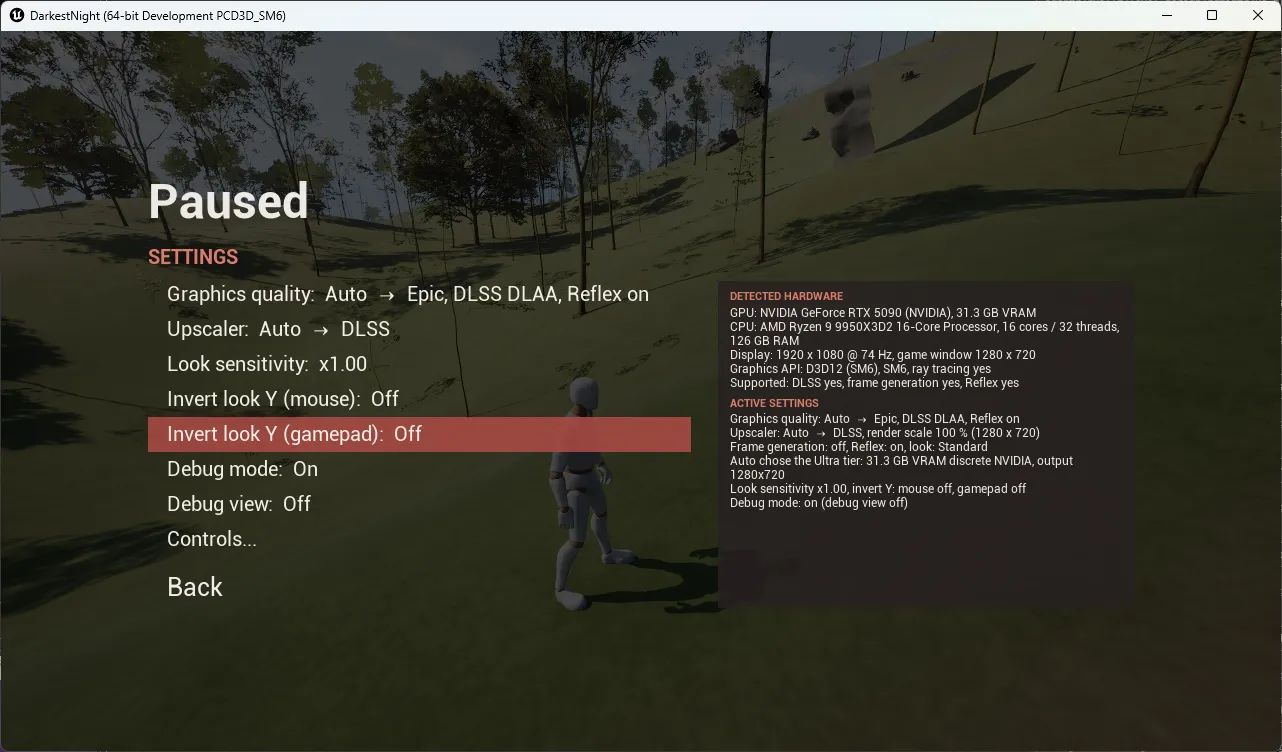 DarkestNight (64-bit Development PCD3D_SM6)
Paused
SETTINGS
Graphics quality: Auto → Epic, DLSS DLAA, Reflex on
Upscaler: Auto → DLSS
Look sensitivity: x1.00
Invert look Y (mouse): Off
Invert look Y (gamepad): Off
Debug mode: On
Debug view: Off
Controls...
Back
DETECTED HARDWARE
GPU: NVIDIA GeForce RTX 5090 (NVIDIA), 31.3 GB VRAM
CPU: AMD Ryzen 9 9950X3D2 16-Core Processor, 16 cores / 32 threads,
126 GB RAM
Display: 1920 x 1080 @ 74 Hz, game window 1280 x 720
Graphics API: D3D12 (SM6), SM6, ray tracing yes
Supported: DLSS yes, frame generation yes, Reflex yes
ACTIVE SETTINGS
Graphics quality: Auto → Epic, DLSS DLAA, Reflex on
Upscaler: Auto → DLSS, render scale 100 % (1280 x 720)
Frame generation: off, Reflex: on, look: Standard
Auto chose the Ultra tier: 31.3 GB VRAM discrete NVIDIA, output
1280x720
Look sensitivity x1.00, invert Y: mouse off, gamepad off
Debug mode: on (debug view off)